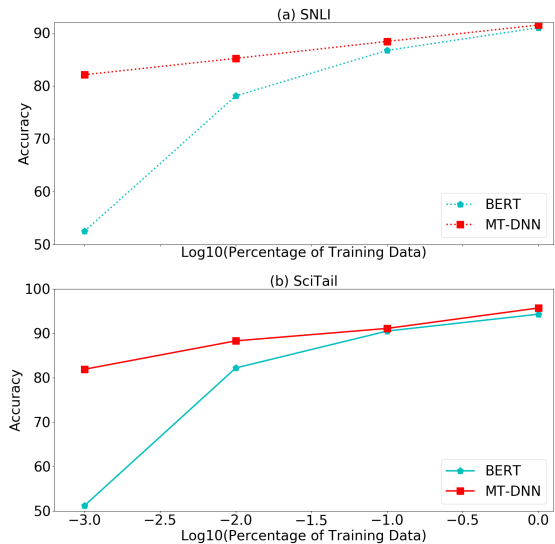 (a) SNLI
90
80
70
60
50
Accuracy
BERT
MT-DNN
Log10(Percentage of Training Data)
(b) SciTail
100
90
80
70
60
50
Accuracy
BERT
MT-DNN
−3.0 −2.5 −2.0 −1.5 −1.0 −0.5 0.0
Log10(Percentage of Training Data)